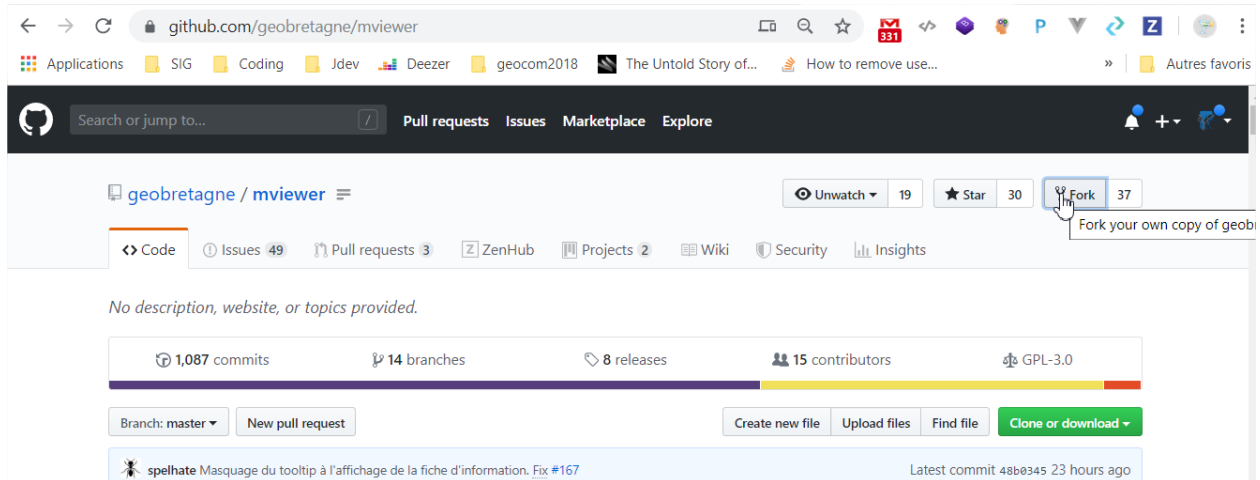 github.com/geobretagne/mviewer
331
P
Z
Applications SIG Coding Jdev Deezer geocom2018 The Untold Story of... How to remove use... » Autres favoris
Search or jump to... / Pull requests Issues Marketplace Explore
geobretagne / mviewer
Unwatch 19 Star 30 Fork 37
Fork your own copy of geob
Code Issues 49 Pull requests 3 Z ZenHub Projects 2 Wiki Security Insights
No description, website, or topics provided.
1,087 commits 14 branches 8 releases 15 contributors GPL-3.0
Branch: master New pull request Create new file Upload files Find file Clone or download
spelhate Masquage du tooltip à l'affichage de la fiche d'information. Fix #167 Latest commit 48b0345 23 hours ago